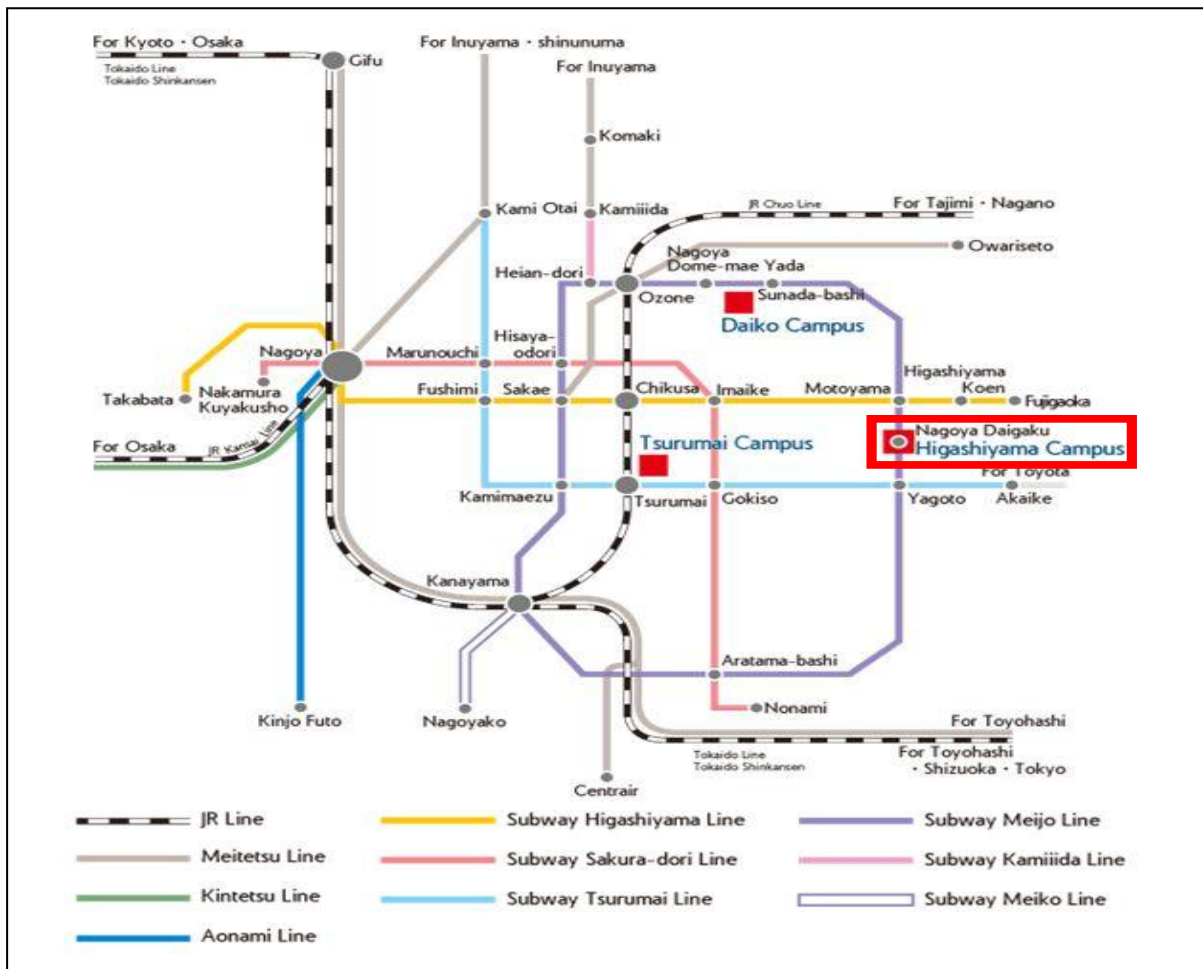 For Kyoto · Osaka
Tokaido Line
Tokaido Shinkansen
Gifu
For Inuyama · shinunuma
For Inuyama
Komaki
Kami Otai
Kamiiida
JR Chuo Line
For Tajimi · Nagano
Owariseto
Heian-dori
Ozone
Nagoya
Dome-mae Yada
Sunada-bashi
Daiko Campus
Nagoya
Marunouchi
Hisaya-
odori
Takabata
Nakamura
Kuyakusho
Fushimi
Sakae
Chikusa
Imaike
Motoyama
Higashiyama
Koen
Fujigaoka
For Osaka
JR Kansai Line
Tsurumai Campus
Nagoya Daigaku
Higashiyama Campus
For Toyota
Kamimaezu
Tsurumai
Gokiso
Yagoto
Akaike
Kanayama
Aratama-bashi
Kinjo Futo
Nagoyako
Nonami
For Toyohashi
Tokaido Line
Tokaido Shinkansen
For Toyohashi
· Shizuoka · Tokyo
Centrair
JR Line
Subway Higashiyama Line
Subway Meijo Line
Meitetsu Line
Subway Sakura-dori Line
Subway Kamiiida Line
Kintetsu Line
Subway Tsurumai Line
Subway Meiko Line
Aonami Line